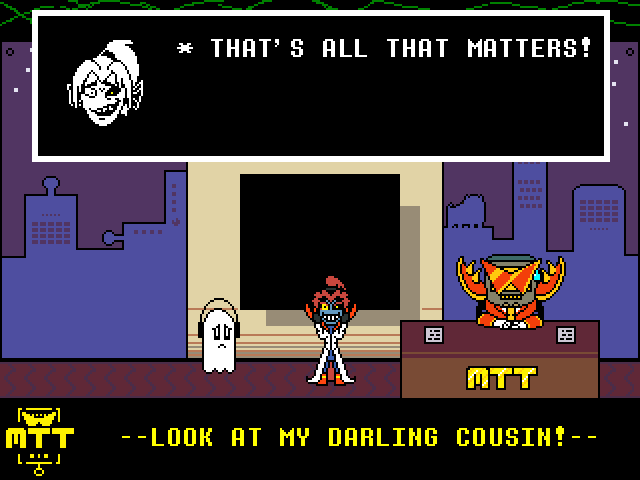 * THAT'S ALL THAT MATTERS!
MTT
MTT
--LOOK AT MY DARLING COUSIN!--